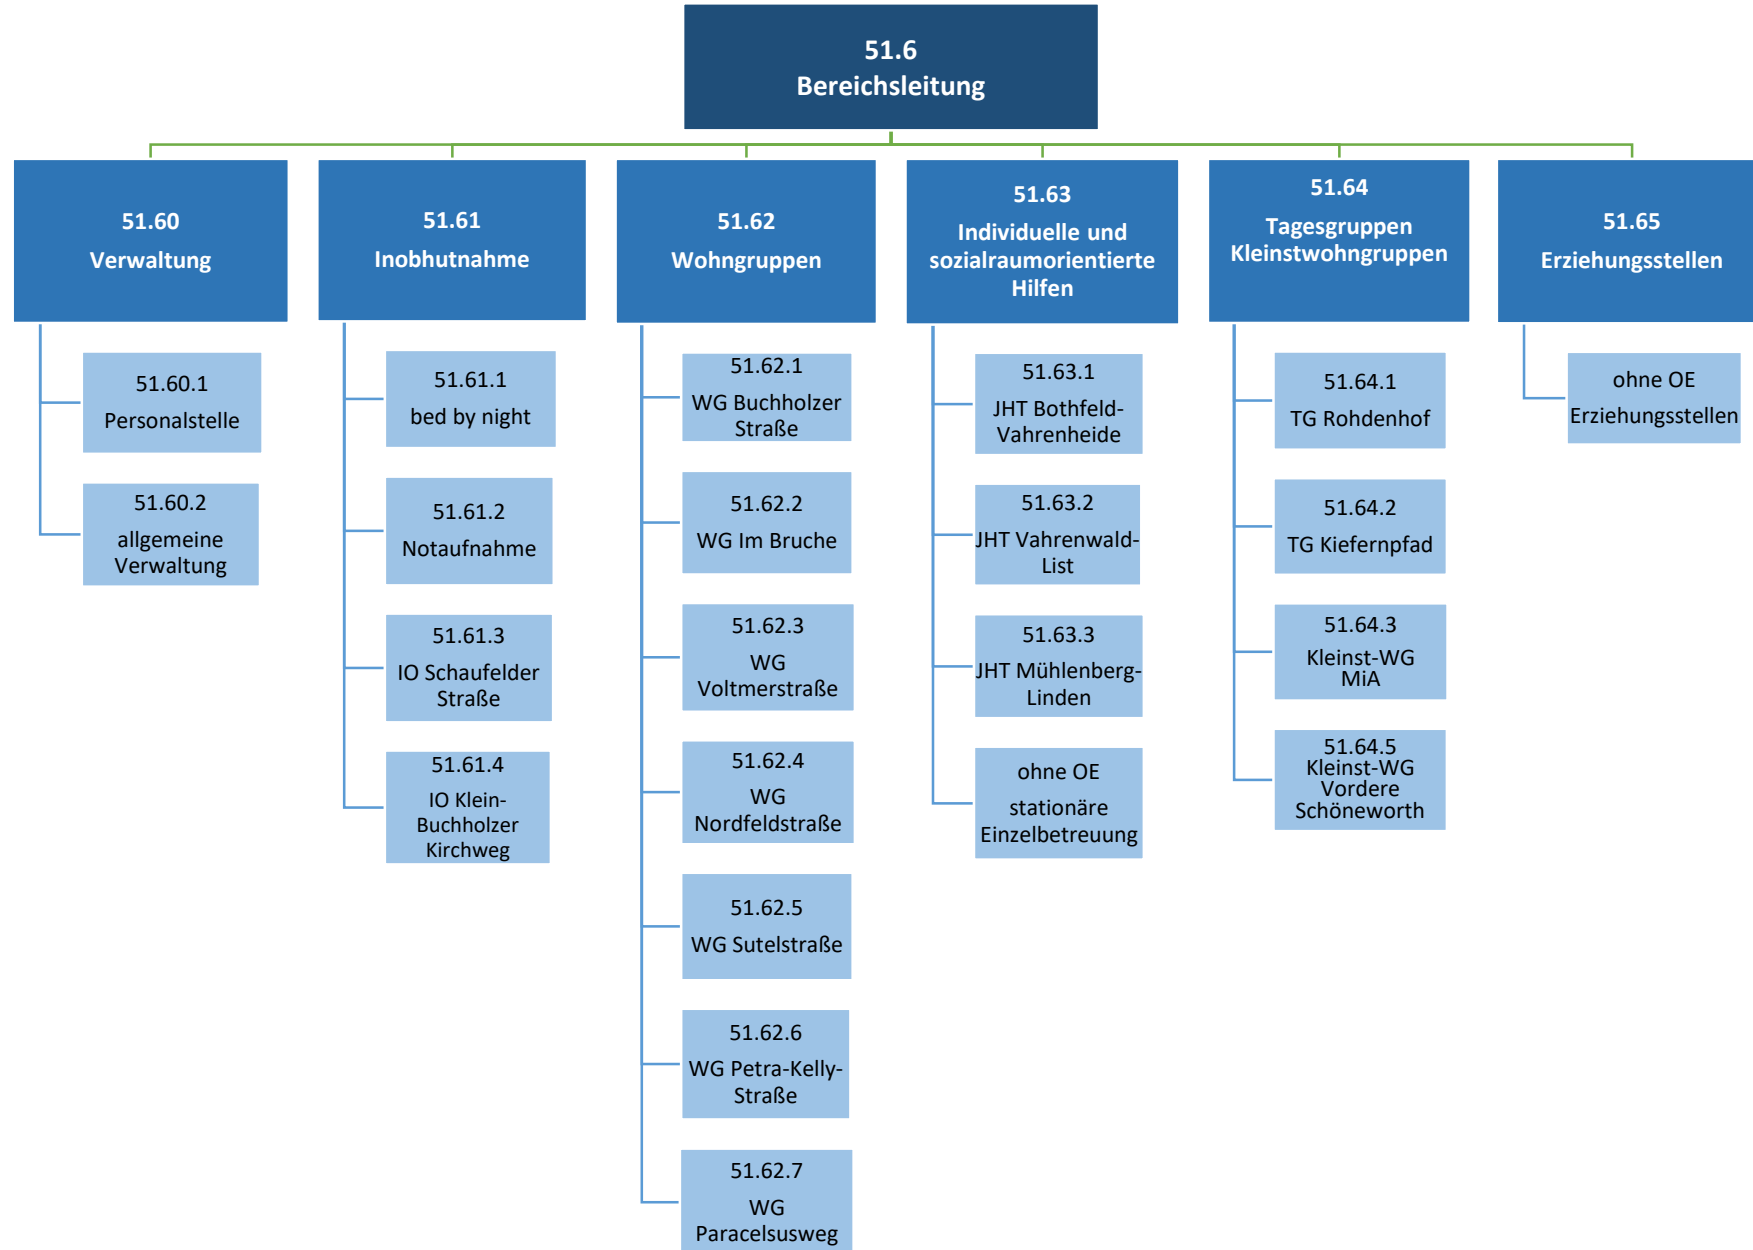 51.6
Bereichsleitung
51.60
Verwaltung
51.60.1
Personalstelle
51.60.2
allgemeine
Verwaltung
51.61
Inobhutnahme
51.61.1
bed by night
51.61.2
Notaufnahme
51.61.3
IO Schaufelder
Straße
51.61.4
IO Klein-
Buchholzer
Kirchweg
51.62
Wohngruppen
51.62.1
WG Buchholzer
Straße
51.62.2
WG Im Bruche
51.62.3
WG
Voltmerstraße
51.62.4
WG
Nordfeldstraße
51.62.5
WG Sutelstraße
51.62.6
WG Petra-Kelly-
Straße
51.62.7
WG
Paracelsusweg
51.63
Individuelle und
sozialraumorientierte
Hilfen
51.63.1
JHT Bothfeld-
Vahrenheide
51.63.2
JHT Vahrenwald-
List
51.63.3
JHT Mühlenberg-
Linden
ohne OE
stationäre
Einzelbetreuung
51.64
Tagesgruppen
Kleinstwohngruppen
51.64.1
TG Rohdenhof
51.64.2
TG Kiefernpfad
51.64.3
Kleinst-WG
MiA
51.64.5
Kleinst-WG
Vordere
Schöneworth
51.65
Erziehungsstellen
ohne OE
Erziehungsstellen